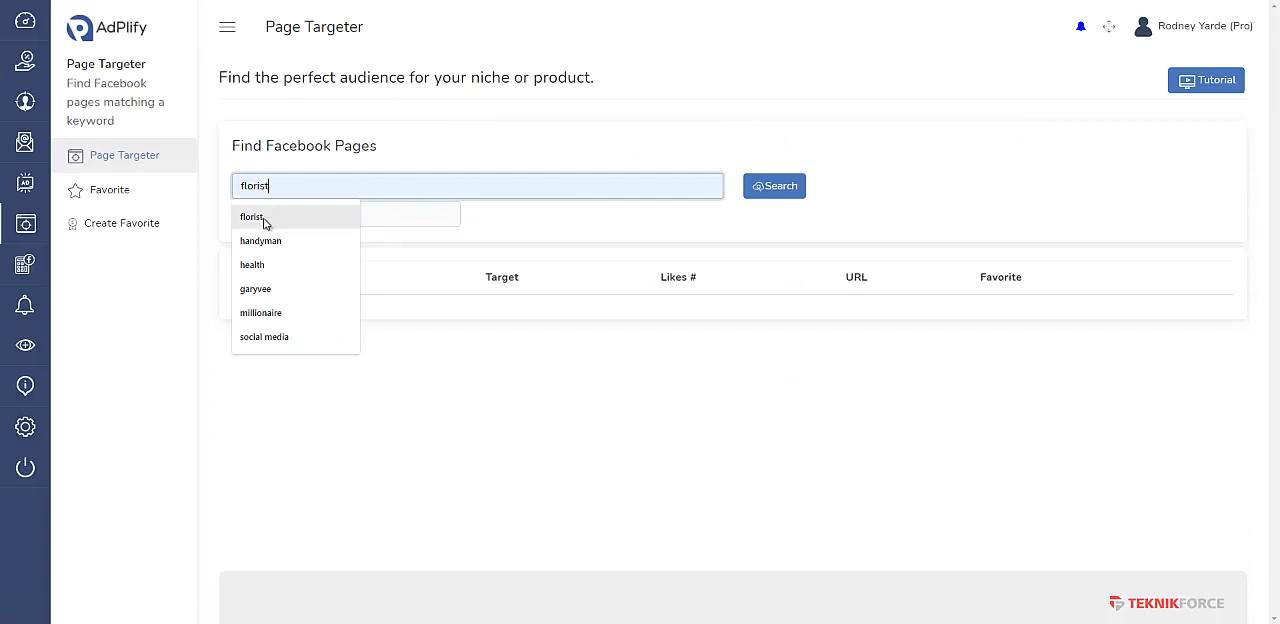 AdPlify
Page Targeter
Rodney Yarde (Pro)
Page Targeter
Find Facebook
pages matching a
keyword
Page Targeter
Favorite
Create Favorite
Find the perfect audience for your niche or product.
Tutorial
Find Facebook Pages
florist
Search
florist
handyman
health
garyvee
millionaire
social media
Target
Likes #
URL
Favorite
AD
TEKNIKFORCE